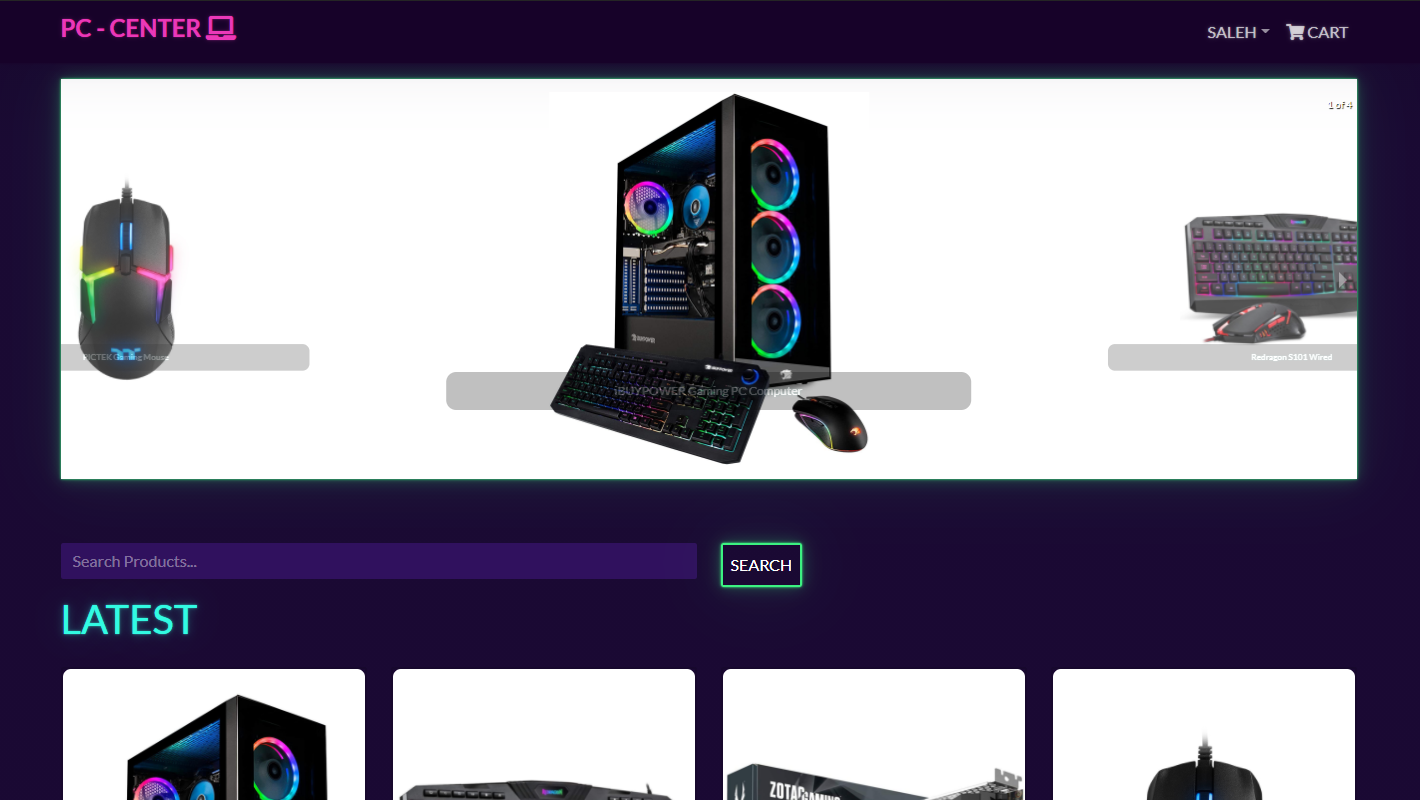 PC - CENTER
SALEH
CART
1 of 4
PICTEK Gaming Mouse
iBUYPOWER Gaming PC Computer
Redragon S101 Wired
iBUYPOWER
Search Products...
SEARCH
LATEST
ZOTAC GAMING